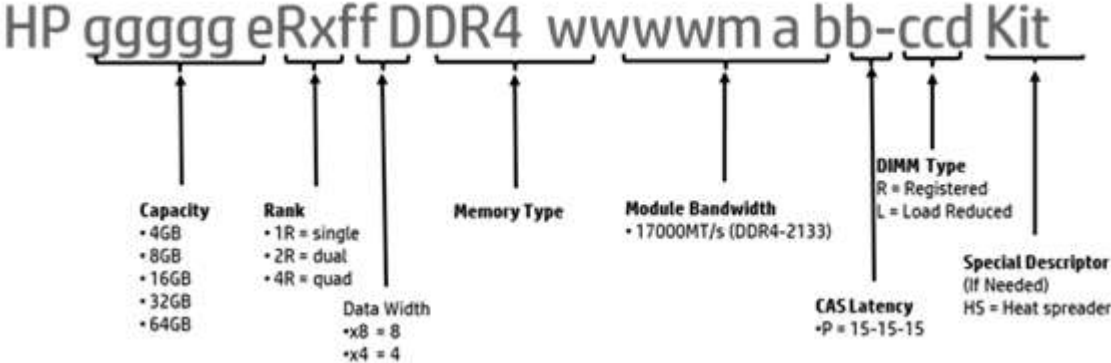 HP ggggg eRxff DDR4 wwwwm a bb-ccd Kit
Capacity
• 4GB
• 8GB
• 16GB
• 32GB
• 64GB
Rank
• 1R = single
• 2R = dual
• 4R = quad
Data Width
•x8 = 8
•x4 = 4
Memory Type
Module Bandwidth
• 17000MT/s (DDR4-2133)
CAS Latency
•P = 15-15-15
DIMM Type
R = Registered
L = Load Reduced
Special Descriptor
(If Needed)
HS = Heat spreader